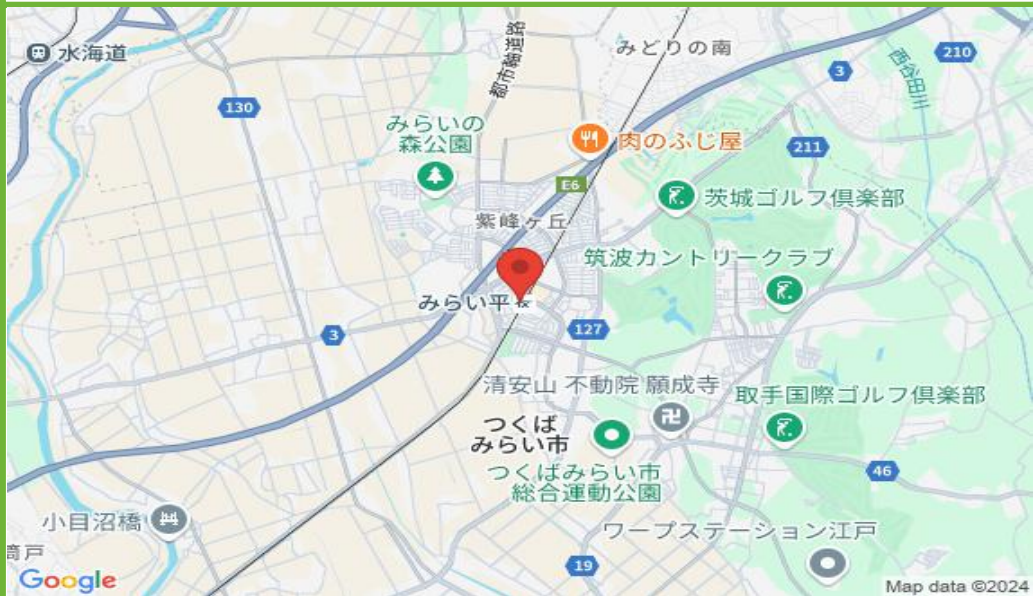 みどりの南
210
水海道
都市軸道路
3
西谷田川
130
みらいの
森公園
肉のふじ屋
211
E6
茨城ゴルフ倶楽部
紫峰ヶ丘
筑波カントリークラブ
みらい平
3
127
清安山 不動院 願成寺
取手国際ゴルフ倶楽部
つくば
みらい市
つくばみらい市
総合運動公園
46
小目沼橋
ワープステーション江戸
筒戸
19
Google
Map data ©2024